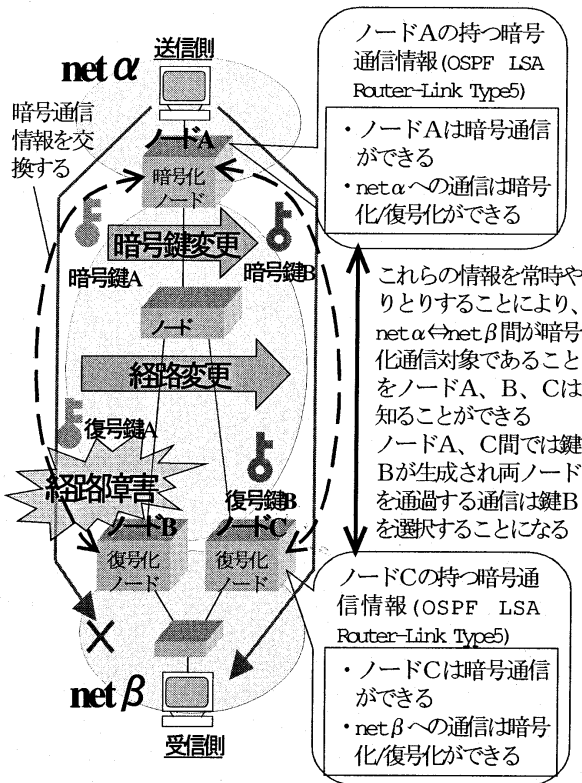 送信側
net α
暗号通信
情報を交
換する
ノードA
暗号化
ノード
暗号鍵変更
暗号鍵A
暗号鍵B
ノード
経路変更
復号鍵A
経路障害
復号鍵B
ノードB
ノードC
復号化
ノード
復号化
ノード
net β
受信側
ノードAの持つ暗号
通信情報(OSPF LSA
Router-Link Type5)
・ノードAは暗号通信
ができる
・netαへの通信は暗号
化/復号化ができる
これらの情報を常時や
りとりすることにより、
netα⇔netβ間が暗号
化通信対象であること
をノードA、B、Cは
知ることができる
ノードA、C間では鍵
Bが生成され両ノード
を通過する通信は鍵B
を選択することになる
ノードCの持つ暗号通
信情報(OSPF LSA
Router-Link Type5)
・ノードCは暗号通信
ができる
・netβへの通信は暗号
化/復号化ができる